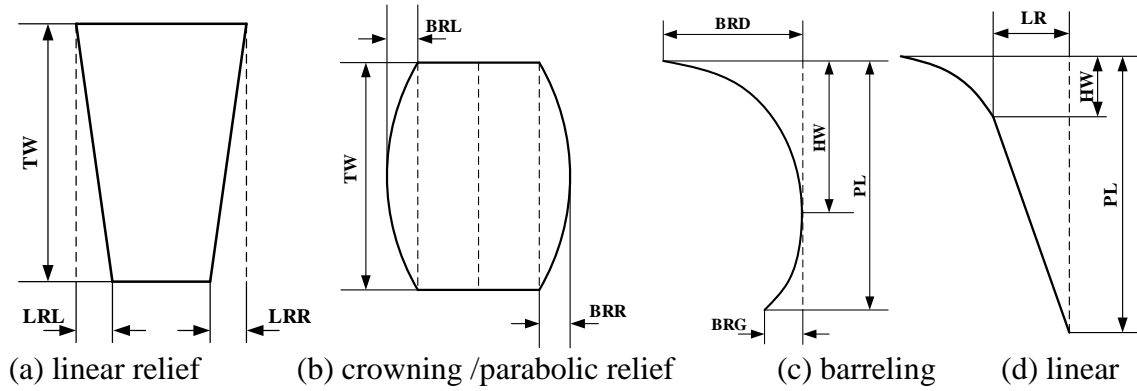 TW
LRL
LRR
(a) linear relief
BRL
TW
BRR
(b) crowning /parabolic relief
BRD
HW
PL
BRG
(c) barreling
LR
HW
PL
(d) linear